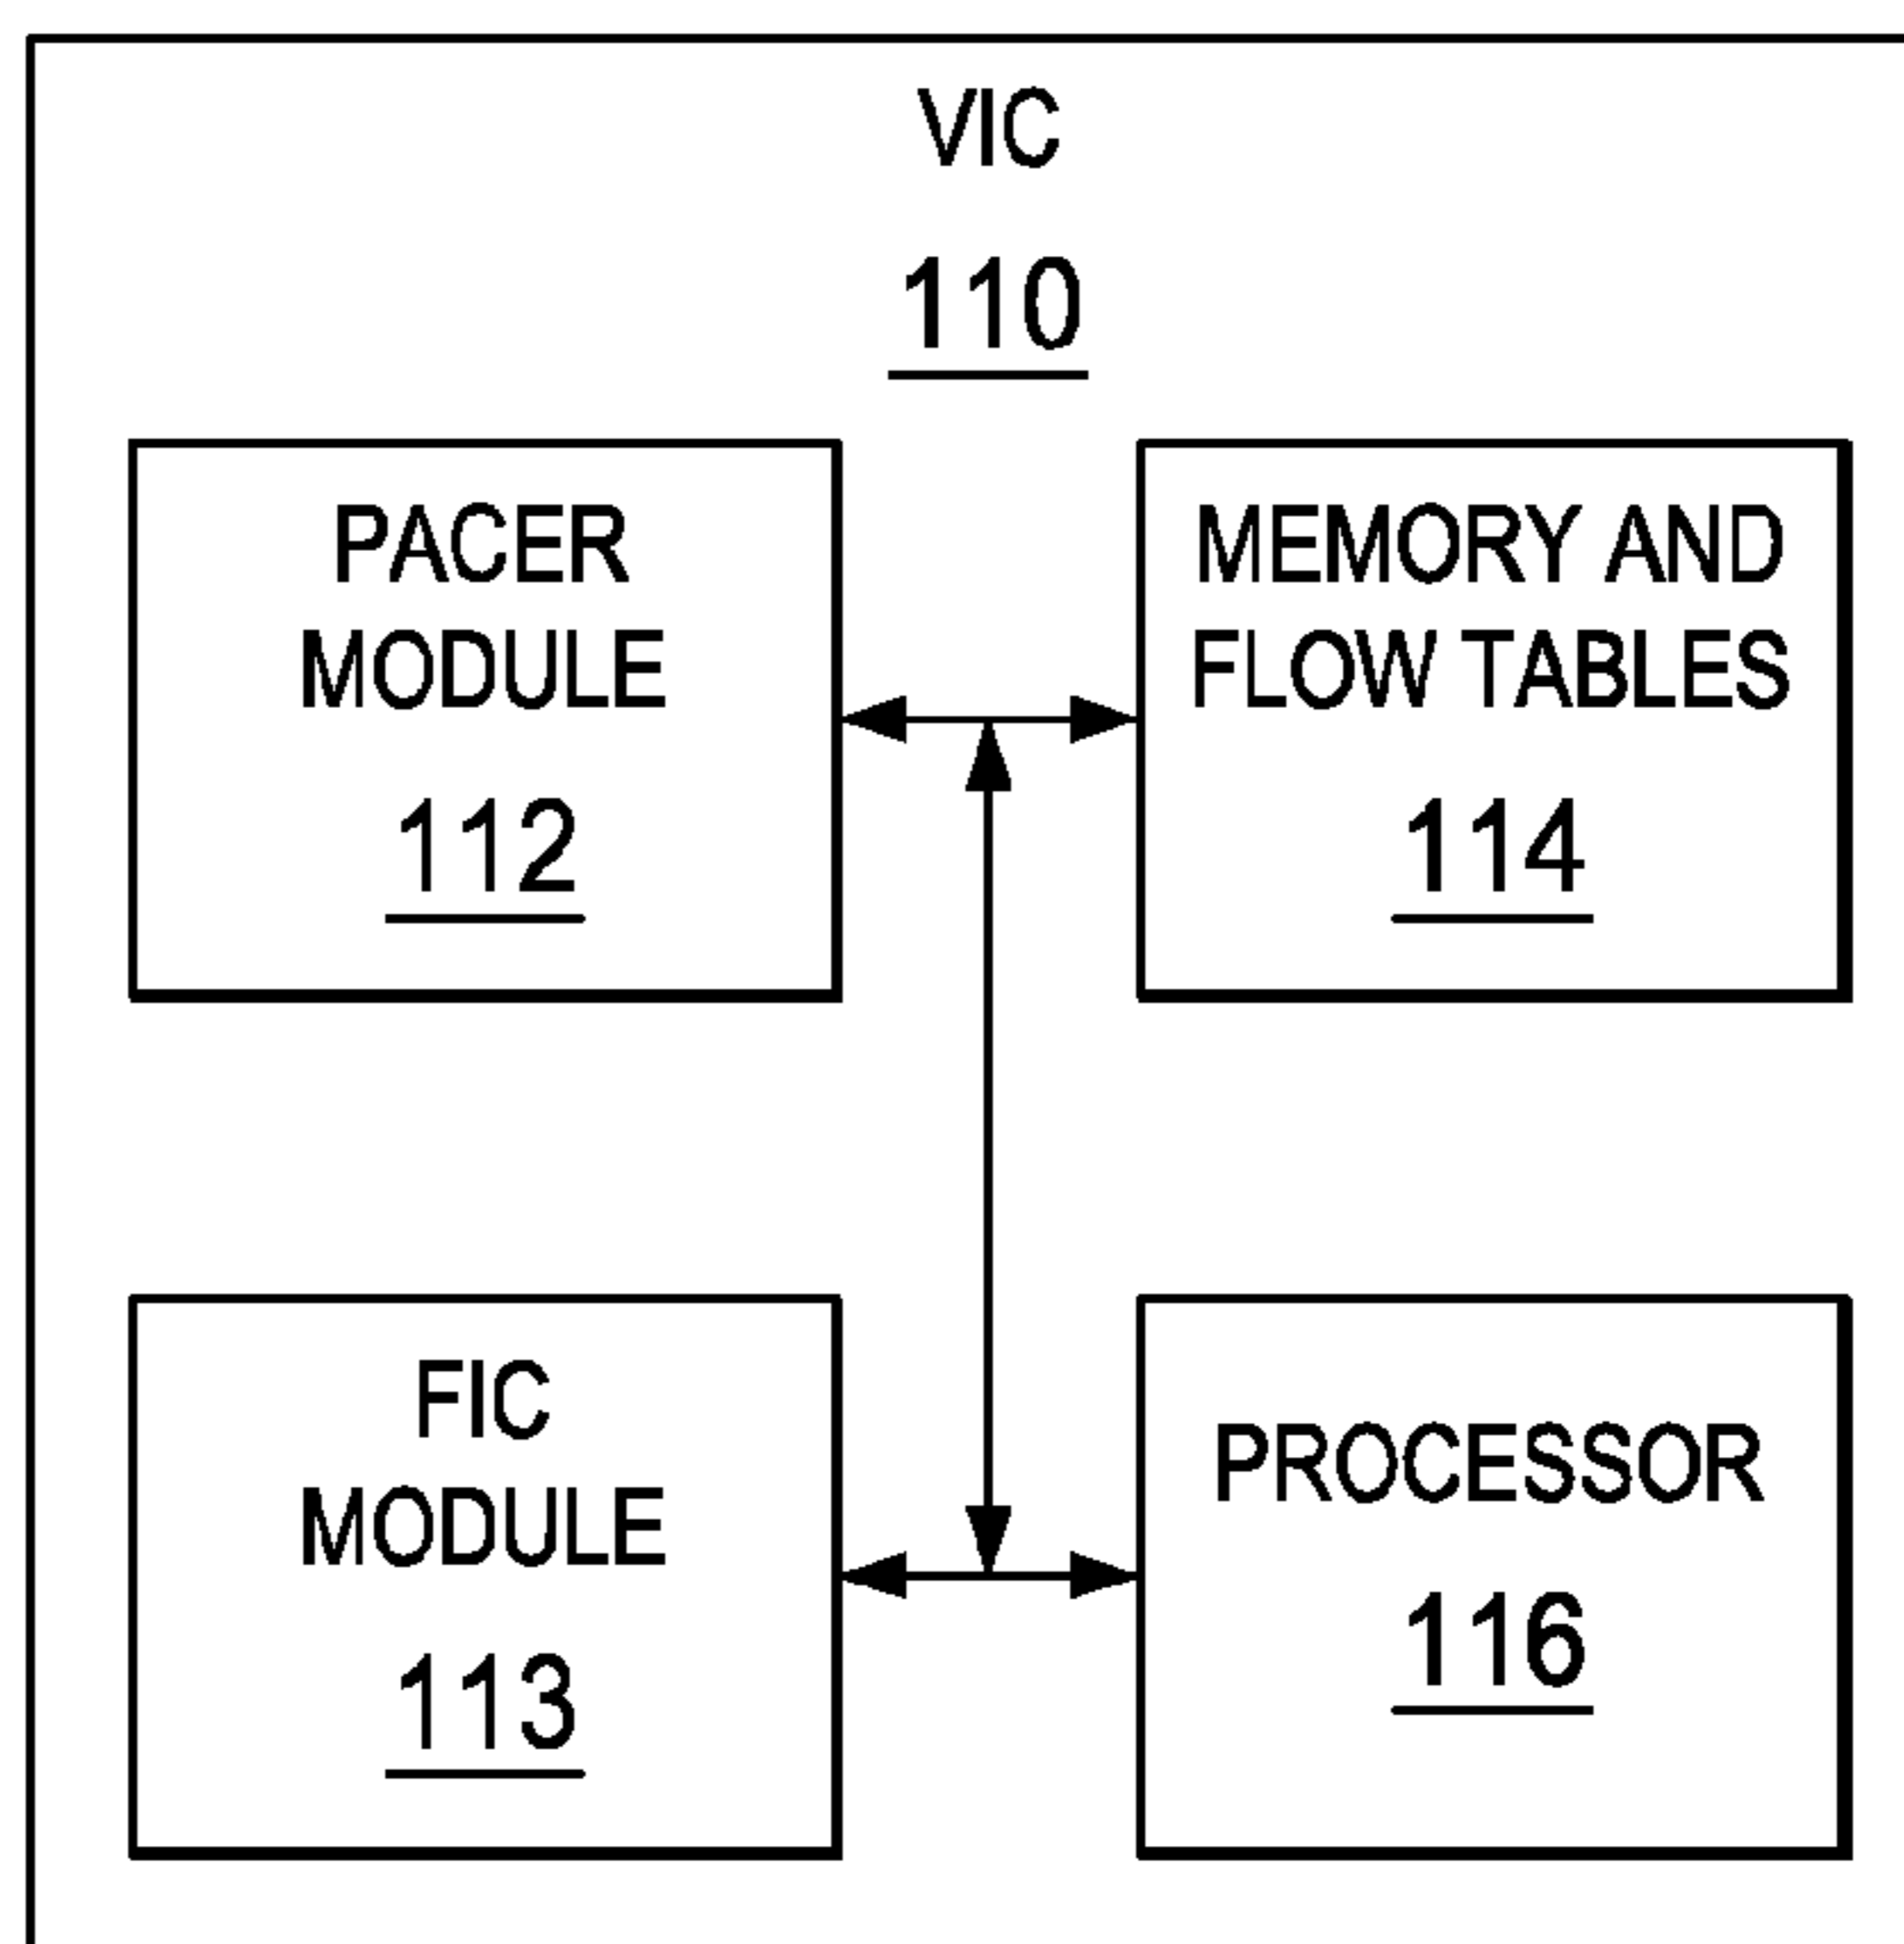 VIC
110
PACER
MODULE
112
MEMORY AND
FLOW TABLES
114
FIC
MODULE
113
PROCESSOR
116